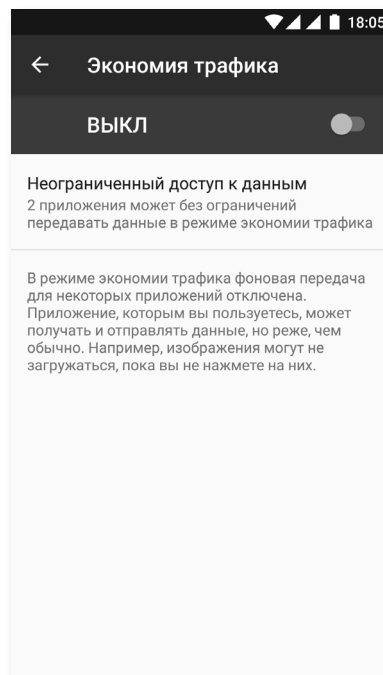 18:05
Экономия трафика
ВЫКЛ
Неограниченный доступ к данным
2 приложения может без ограничений
передавать данные в режиме экономии трафика
В режиме экономии трафика фоновая передача
для некоторых приложений отключена.
Приложение, которым вы пользуетесь, может
получать и отправлять данные, но реже, чем
обычно. Например, изображения могут не
загружаться, пока вы не нажмете на них.